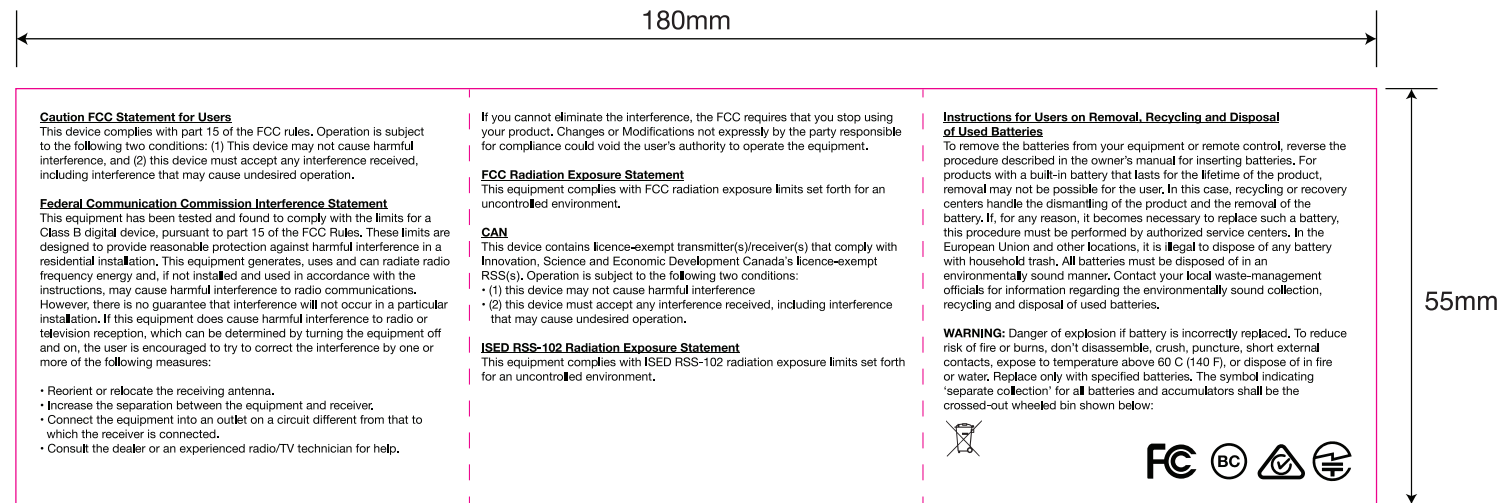 180mm
Caution FCC Statement for Users
This device complies with part 15 of the FCC rules. Operation is subject
to the following two conditions: (1) This device may not cause harmful
interference, and (2) this device must accept any interference received,
including interference that may cause undesired operation.
Federal Communication Commission Interference Statement
This equipment has been tested and found to comply with the limits for a
Class B digital device, pursuant to part 15 of the FCC Rules. These limits are
designed to provide reasonable protection against harmful interference in a
residential installation. This equipment generates, uses and can radiate radio
frequency energy and, if not installed and used in accordance with the
instructions, may cause harmful interference to radio communications.
However, there is no guarantee that interference will not occur in a particular
installation. If this equipment does cause harmful interference to radio or
television reception, which can be determined by turning the equipment off
and on, the user is encouraged to try to correct the interference by one or
more of the following measures:
• Reorient or relocate the receiving antenna.
• Increase the separation between the equipment and receiver.
• Connect the equipment into an outlet on a circuit different from that to
which the receiver is connected.
• Consult the dealer or an experienced radio/TV technician for help.
If you cannot eliminate the interference, the FCC requires that you stop using
your product. Changes or Modifications not expressly by the party responsible
for compliance could void the user's authority to operate the equipment.
FCC Radiation Exposure Statement
This equipment complies with FCC radiation exposure limits set forth for an
uncontrolled environment.
CAN
This device contains licence-exempt transmitter(s)/receiver(s) that comply with
Innovation, Science and Economic Development Canada's licence-exempt
RSS(s). Operation is subject to the following two conditions:
• (1) this device may not cause harmful interference
• (2) this device must accept any interference received, including interference
that may cause undesired operation.
ISED RSS-102 Radiation Exposure Statement
This equipment complies with ISED RSS-102 radiation exposure limits set forth
for an uncontrolled environment.
Instructions for Users on Removal, Recycling and Disposal
of Used Batteries
To remove the batteries from your equipment or remote control, reverse the
procedure described in the owner's manual for inserting batteries. For
products with a built-in battery that lasts for the lifetime of the product,
removal may not be possible for the user. In this case, recycling or recovery
centers handle the dismantling of the product and the removal of the
battery. If, for any reason, it becomes necessary to replace such a battery,
this procedure must be performed by authorized service centers. In the
European Union and other locations, it is illegal to dispose of any battery
with household trash. All batteries must be disposed of in an
environmentally sound manner. Contact your local waste-management
officials for information regarding the environmentally sound collection,
recycling and disposal of used batteries.
WARNING: Danger of explosion if battery is incorrectly replaced. To reduce
risk of fire or burns, don't disassemble, crush, puncture, short external
contacts, expose to temperature above 60 C (140 F), or dispose of in fire
or water. Replace only with specified batteries. The symbol indicating
'separate collection' for all batteries and accumulators shall be the
crossed-out wheeled bin shown below:
FC BC
55mm